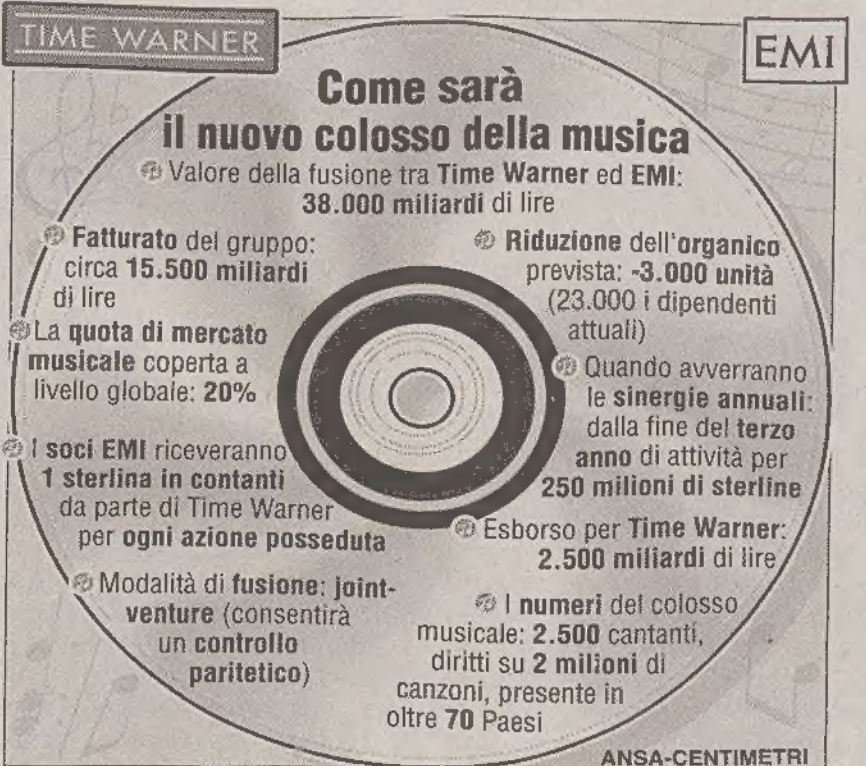 TIME WARNER
EMI
Come sarà
il nuovo colosso della musica
Valore della fusione tra Time Warner ed EMI:
38.000 miliardi di lire
Fatturato del gruppo:
circa 15.500 miliardi
di lire
La quota di mercato
musicale coperta a
livello globale: 20%
I soci EMI riceveranno
1 sterlina in contanti
da parte di Time Warner
per ogni azione posseduta
Modalità di fusione: joint-
venture (consentirà
un controllo
paritetico)
Riduzione dell'organico
prevista: -3.000 unità
(23.000 i dipendenti
attuali)
Quando avverranno
le sinergie annuali:
dalla fine del terzo
anno di attività per
250 milioni di sterline
Esborso per Time Warner:
2.500 miliardi di lire
I numeri del colosso
musicale: 2.500 cantanti,
diritti su 2 milioni di
canzoni, presente in
oltre 70 Paesi
ANSA-CENTIMETRI